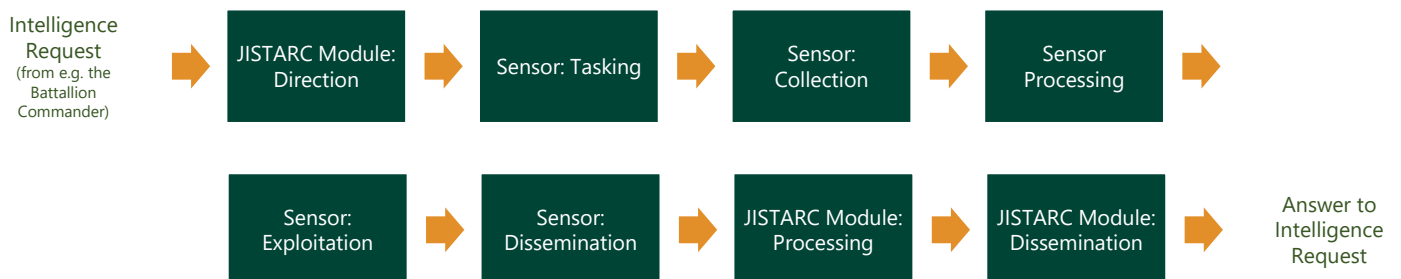 Intelligence
Request
(from e.g. the
Battallion
Commander)
JISTARC Module:
Direction
Sensor: Tasking
Sensor:
Collection
Sensor
Processing
Sensor:
Exploitation
Sensor:
Dissemination
JISTARC Module:
Processing
JISTARC Module:
Dissemination
Answer to
Intelligence
Request